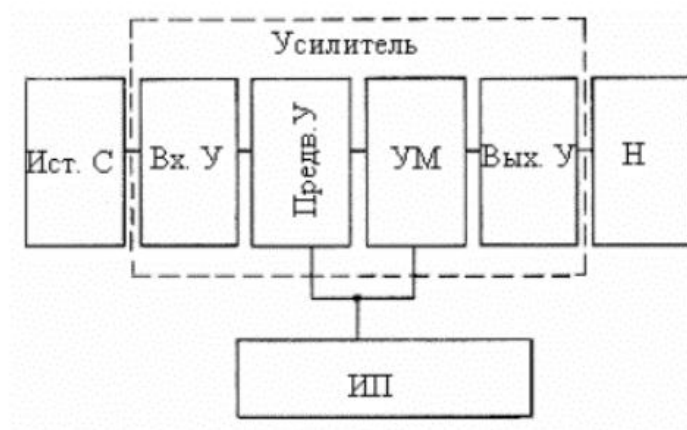 Усилитель
Ист. С
Вх. У
Предв. У
УМ
Вых. У
Н
ИП